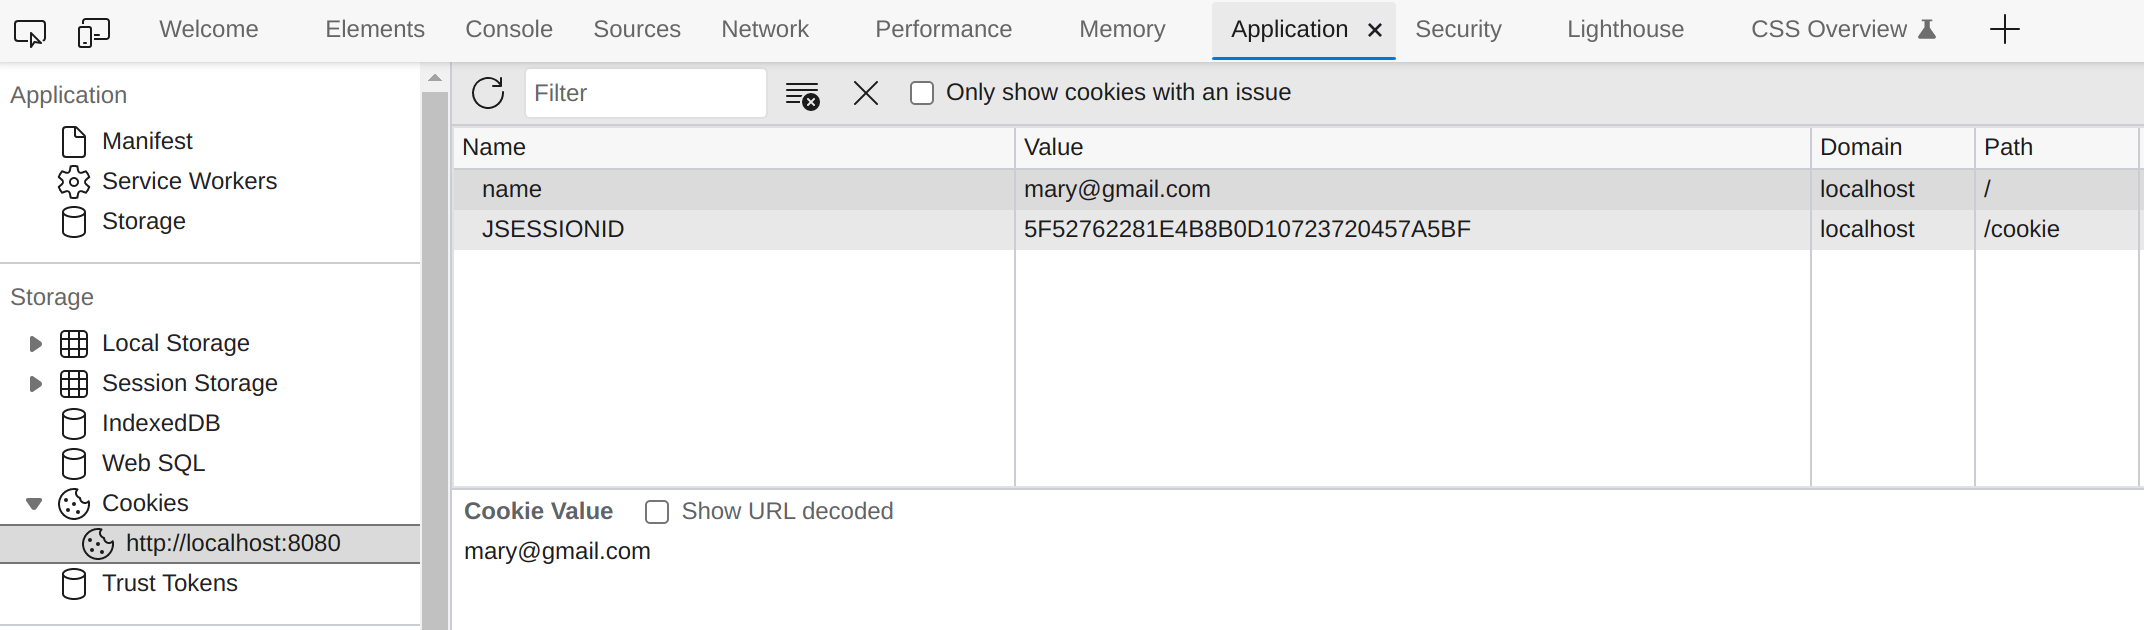 Welcome Elements Console Sources Network Performance Memory Application Security Lighthouse CSS Overview
Application
Manifest
Service Workers
Storage
Storage
Local Storage
Session Storage
IndexedDB
Web SQL
Cookies
http://localhost:8080
Trust Tokens
Filter Only show cookies with an issue
Name Value Domain Path
name mary@gmail.com localhost /
JSESSIONID 5F52762281E4B8B0D10723720457A5BF localhost /cookie
Cookie Value Show URL decoded
mary@gmail.com